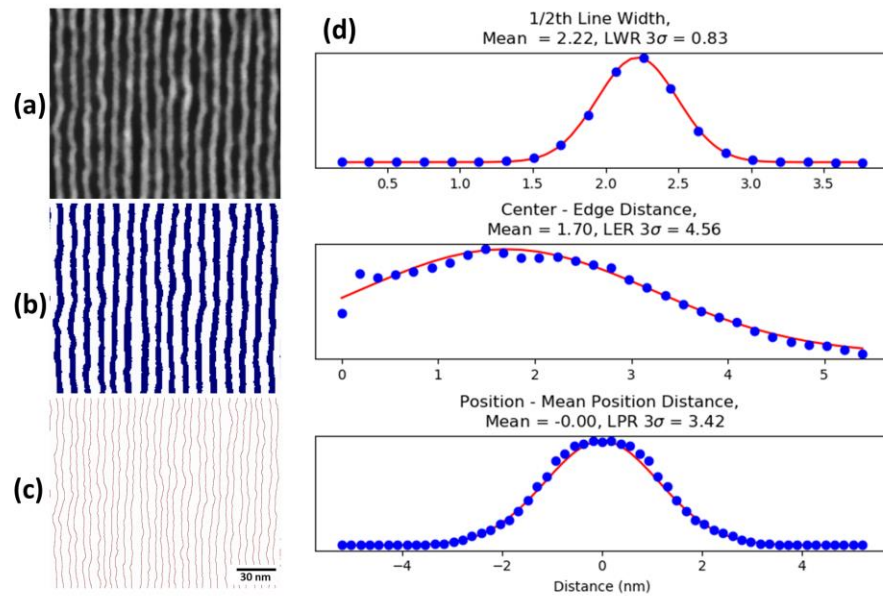 (a)
(b)
(c)
30 nm
(d)
1/2th Line Width,
Mean = 2.22, LWR 3σ = 0.83
0.5 1.0 1.5 2.0 2.5 3.0 3.5
Center - Edge Distance,
Mean = 1.70, LER 3σ = 4.56
0 1 2 3 4 5
Position - Mean Position Distance,
Mean = -0.00, LPR 3σ = 3.42
−4 −2 0 2 4
Distance (nm)